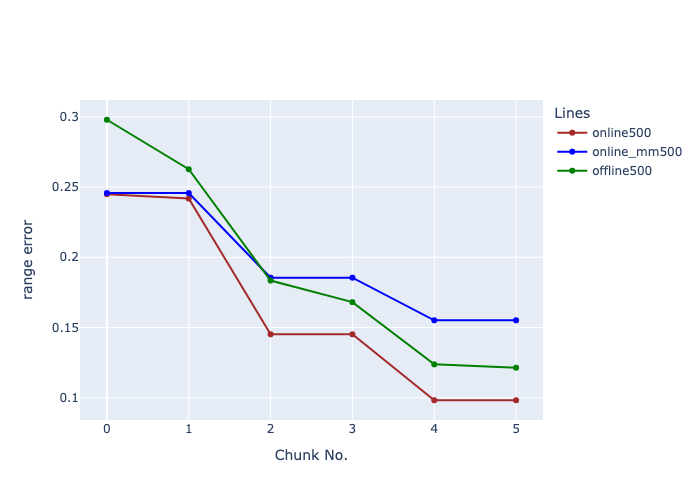 0.3
0.25
0.2
0.15
0.1
range error
0 1 2 3 4 5
Chunk No.
Lines
online500
online_mm500
offline500